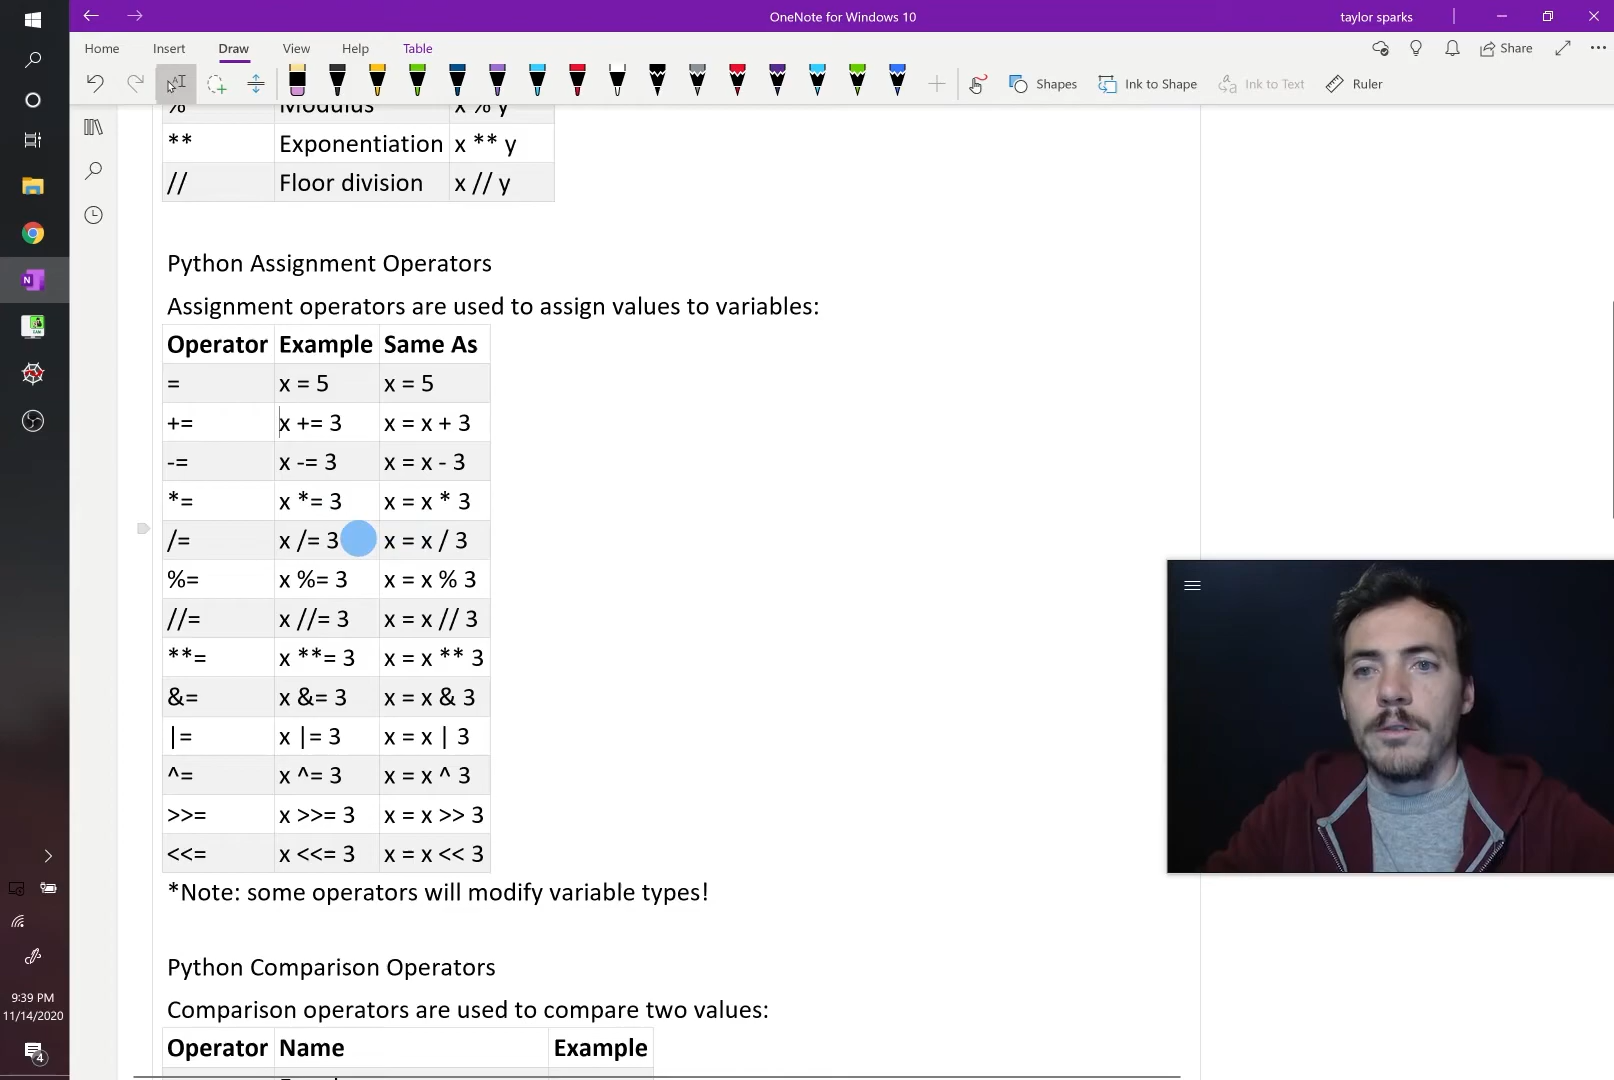 OneNote for Windows 10
taylor sparks
Home Insert Draw View Help Table
Share
Shapes Ink to Shape Ink to Text Ruler
% Modulus x % y
** Exponentiation x ** y
// Floor division x // y
Python Assignment Operators
Assignment operators are used to assign values to variables:
Operator Example Same As
= x = 5 x = 5
+= x += 3 x = x + 3
-= x -= 3 x = x - 3
*= x *= 3 x = x * 3
/= x /= 3 x = x / 3
%= x %= 3 x = x % 3
//= x //= 3 x = x // 3
**= x **= 3 x = x ** 3
&= x &= 3 x = x & 3
|= x |= 3 x = x | 3
^= x ^= 3 x = x ^ 3
>>= x >>= 3 x = x >> 3
<<= x <<= 3 x = x << 3
*Note: some operators will modify variable types!
Python Comparison Operators
Comparison operators are used to compare two values:
Operator Name Example
9:39 PM
11/14/2020
4